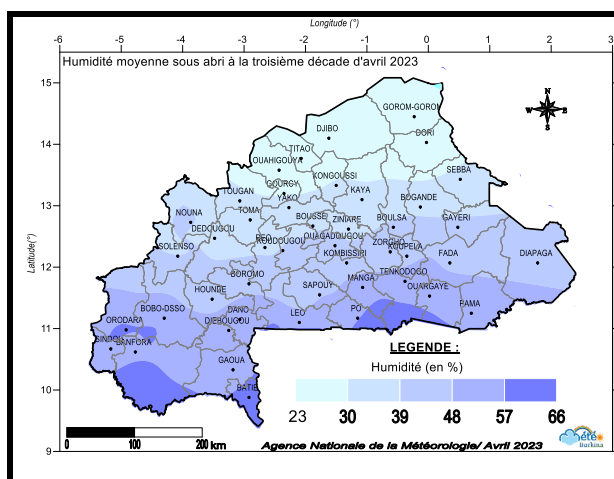 Longitude (°)
-6 -5 -4 -3 -2 -1 0 1 2 3
Humidité moyenne sous abri à la troisième décade d'avril 2023
15
14
13
12
11
10
9
Latitude(°)
N
W E
S
GOROM-GOROM
DJIBO
DORI
TITAO
OUAHIGOUYA
SEBBA
KONGOUSSI
GOURCY
KAYA
TOUGAN
YAKO
BOGANDE
NOUNA
TOMA
BOUSSE
ZINIARE
BOULSA
GAYERI
DEDOUGOU
REO
KOUDOUGOU
OUAGADOUGOU
ZORGHO
KOUPELA
SOLENSO
KOMBISSIRI
FADA
DIAPAGA
BOROMO
MANGA
TENKODOGO
HOUNDE
SAPOUY
OUARGAYE
BOBO-DSSO
DANO
LEO
PO
PAMA
ORODARA
DIEBOUGOU
SINDOU
BANFORA
GAOUA
BATIE
LEGENDE :
Humidité (en %)
23 30 39 48 57 66
0 100 200 km
Agence Nationale de la Météorologie/ Avril 2023
météo
Burkina